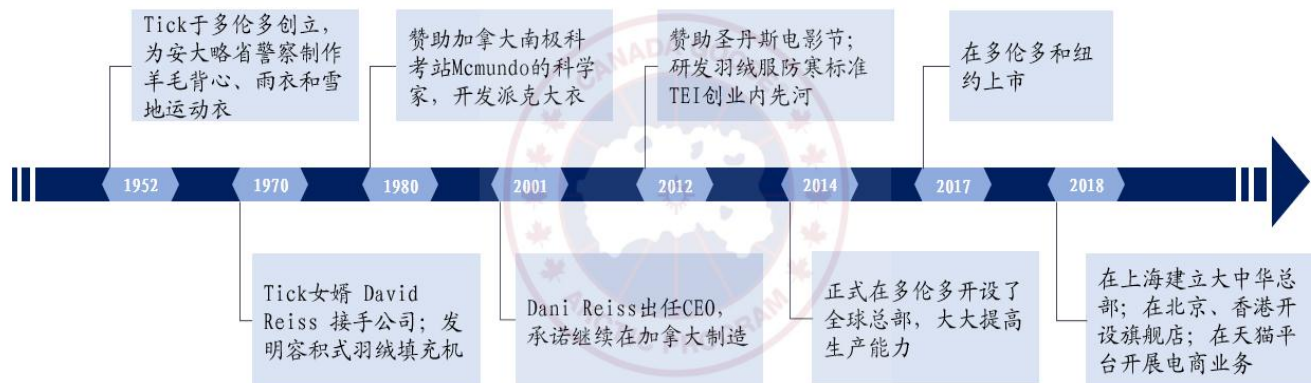 Tick于多伦多创立，
为安大略省警察制作
羊毛背心、雨衣和雪
地运动衣
赞助加拿大南极科
考站Mcmundo的科学
家，开发派克大衣
赞助圣丹斯电影节；
研发羽绒服防寒标准
TEI创业内先河
在多伦多和纽
约上市
1952
1970
1980
2001
2012
2014
2017
2018
Tick女婿 David
Reiss 接手公司；发
明容积式羽绒填充机
Dani Reiss出任CEO，
承诺继续在加拿大制造
正式在多伦多开设了
全球总部，大大提高
生产能力
在上海建立大中华总
部；在北京、香港开
设旗舰店；在天猫平
台开展电商业务
CANADA GOOSE
ARCTIC PROGRAM